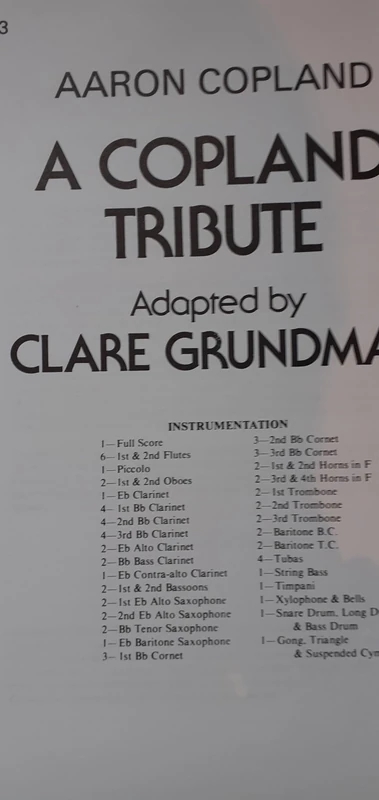 3
AARON COPLAND
A COPLAND
TRIBUTE
Adapted by
CLARE GRUNDMA
INSTRUMENTATION
1—Full Score
6—1st & 2nd Flutes
1—Piccolo
2—1st & 2nd Oboes
1—Eb Clarinet
4—1st Bb Clarinet
4—2nd Bb Clarinet
4—3rd Bb Clarinet
2—Eb Alto Clarinet
2—Bb Bass Clarinet
1—Eb Contra-alto Clarinet
2—1st & 2nd Bassoons
2—1st Eb Alto Saxophone
2—2nd Eb Alto Saxophone
2—Bb Tenor Saxophone
1—Eb Baritone Saxophone
3—1st Bb Cornet
3—2nd Bb Cornet
3—3rd Bb Cornet
2—1st & 2nd Horns in F
2—3rd & 4th Horns in F
2—1st Trombone
2—2nd Trombone
2—3rd Trombone
2—Baritone B.C.
2—Baritone T.C.
4—Tubas
1—String Bass
1—Timpani
1—Xylophone & Bells
1—Snare Drum, Long D
& Bass Drum
1—Gong, Triangle
& Suspended Cym